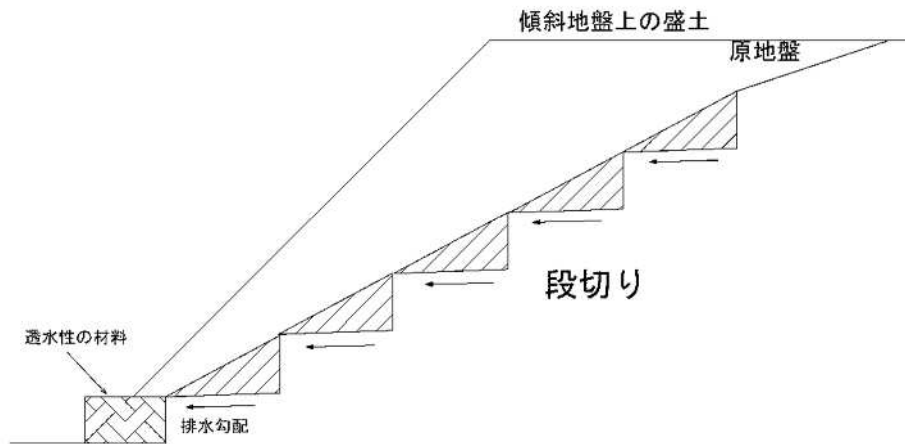 傾斜地盤上の盛土
原地盤
段切り
透水性の材料
排水勾配